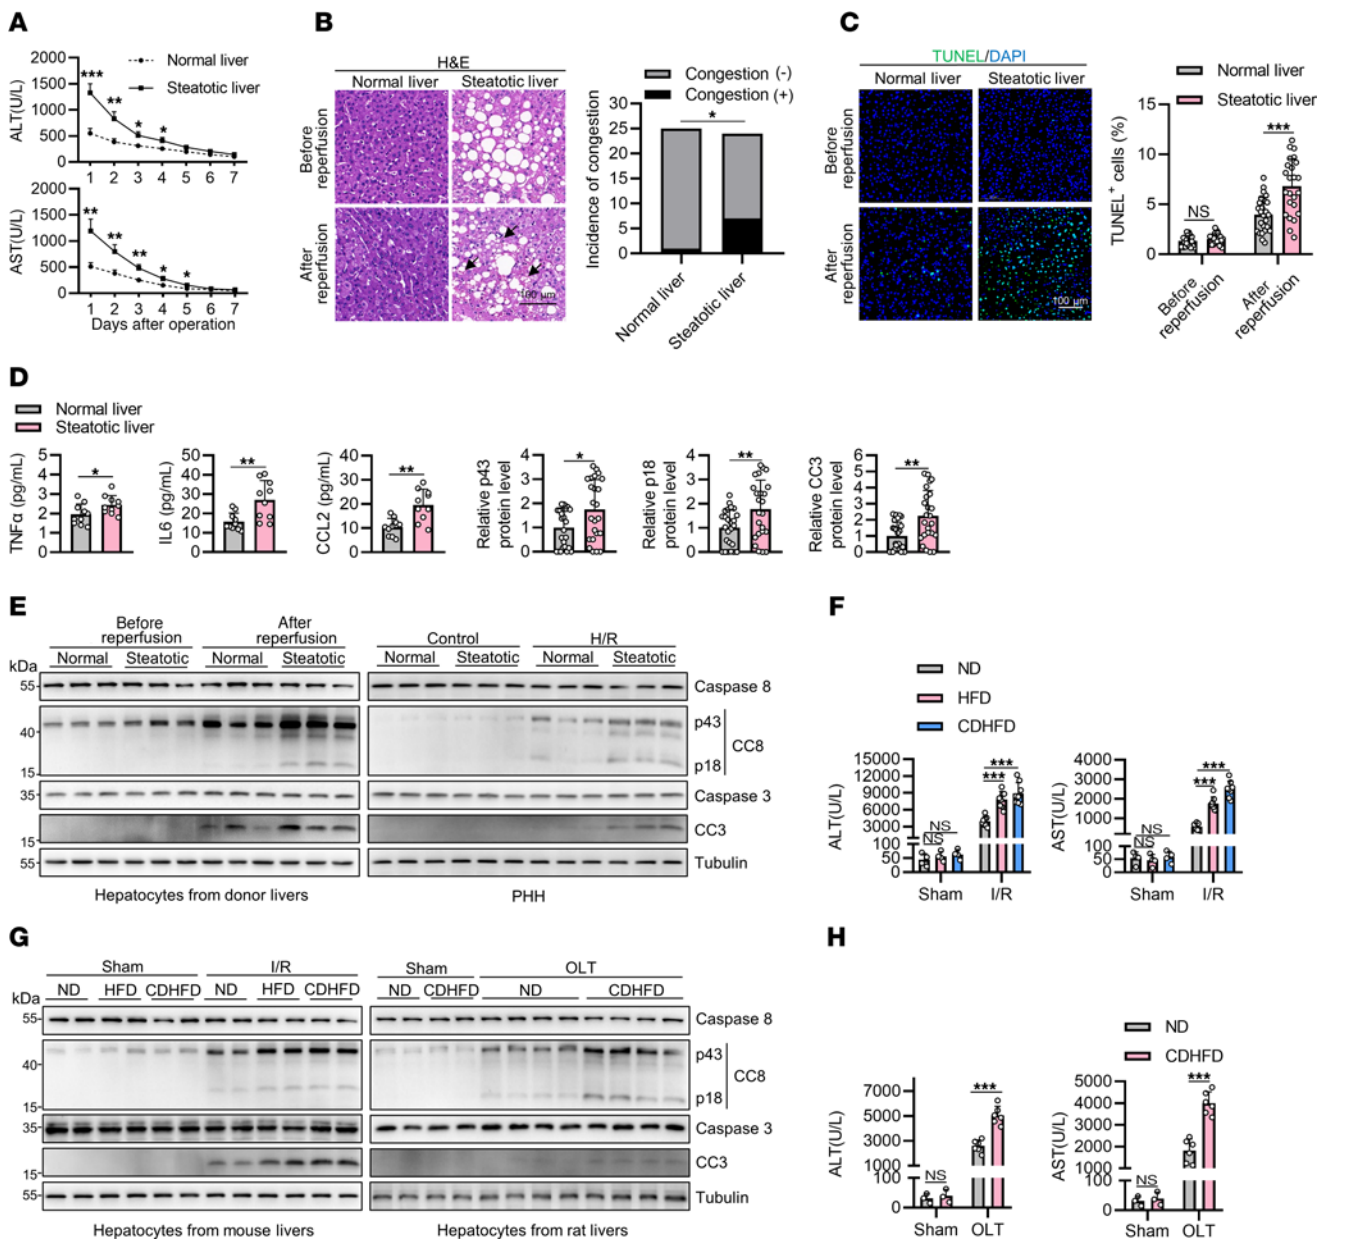 A
ALT(U/L)
2000
1500
1000
500
0
***
**
*
*
Normal liver
Steatotic liver
1 2 3 4 5 6 7
AST(U/L)
2000
1500
1000
500
0
**
**
**
*
*
1 2 3 4 5 6 7
Days after operation
B
H&E
Normal liver Steatotic liver
Before reperfusion
After reperfusion
100 μm
Congestion (-)
Congestion (+)
Incidence of congestion
30
25
20
15
10
5
0
*
Normal liver
Steatotic liver
C
TUNEL/DAPI
Normal liver Steatotic liver
Before reperfusion
After reperfusion
100 μm
Normal liver
Steatotic liver
TUNEL+ cells (%)
15
10
5
0
NS
***
Before reperfusion
After reperfusion
D
Normal liver
Steatotic liver
TNFα (pg/mL)
5
4
3
2
1
0
*
IL6 (pg/mL)
50
40
30
20
10
0
**
CCL2 (pg/mL)
40
30
20
10
0
**
Relative p43 protein level
4
3
2
1
0
*
Relative p18 protein level
4
3
2
1
0
**
Relative CC3 protein level
6
5
4
3
2
1
0
**
E
Before reperfusion
After reperfusion
Normal Steatotic Normal Steatotic
Control H/R
Normal Steatotic Normal Steatotic
kDa
55
40
15
35
15
55
Caspase 8
p43
CC8
p18
Caspase 3
CC3
Tubulin
Hepatocytes from donor livers
PHH
F
ND
HFD
CDHFD
ALT(U/L)
15000
12000
9000
6000
3000
100
50
0
NS
NS
***
***
Sham I/R
AST(U/L)
4000
3000
2000
1000
100
50
0
NS
NS
***
***
Sham I/R
G
Sham I/R
ND HFD CDHFD ND HFD CDHFD
Sham OLT
ND CDHFD ND CDHFD
kDa
55
40
15
35
15
55
Caspase 8
p43
CC8
p18
Caspase 3
CC3
Tubulin
Hepatocytes from mouse livers
Hepatocytes from rat livers
H
ND
CDHFD
ALT(U/L)
7000
5000
3000
1000
100
0
NS
***
Sham OLT
AST(U/L)
5000
4000
3000
2000
1000
100
0
NS
***
Sham OLT